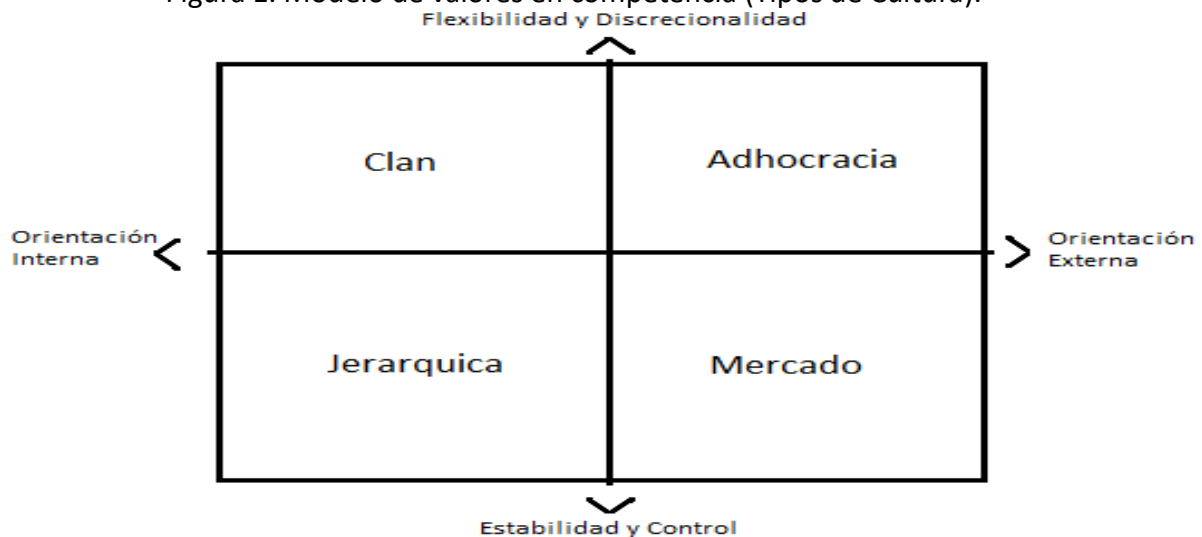 Figura Modelo de valores en competencia (Tipos de Cultura).
Flexibilidad y Discrecionalidad
Clan
Adhocracia
Orientación
Interna
Orientación
Externa
Jerarquica
Mercado
Estabilidad y Control